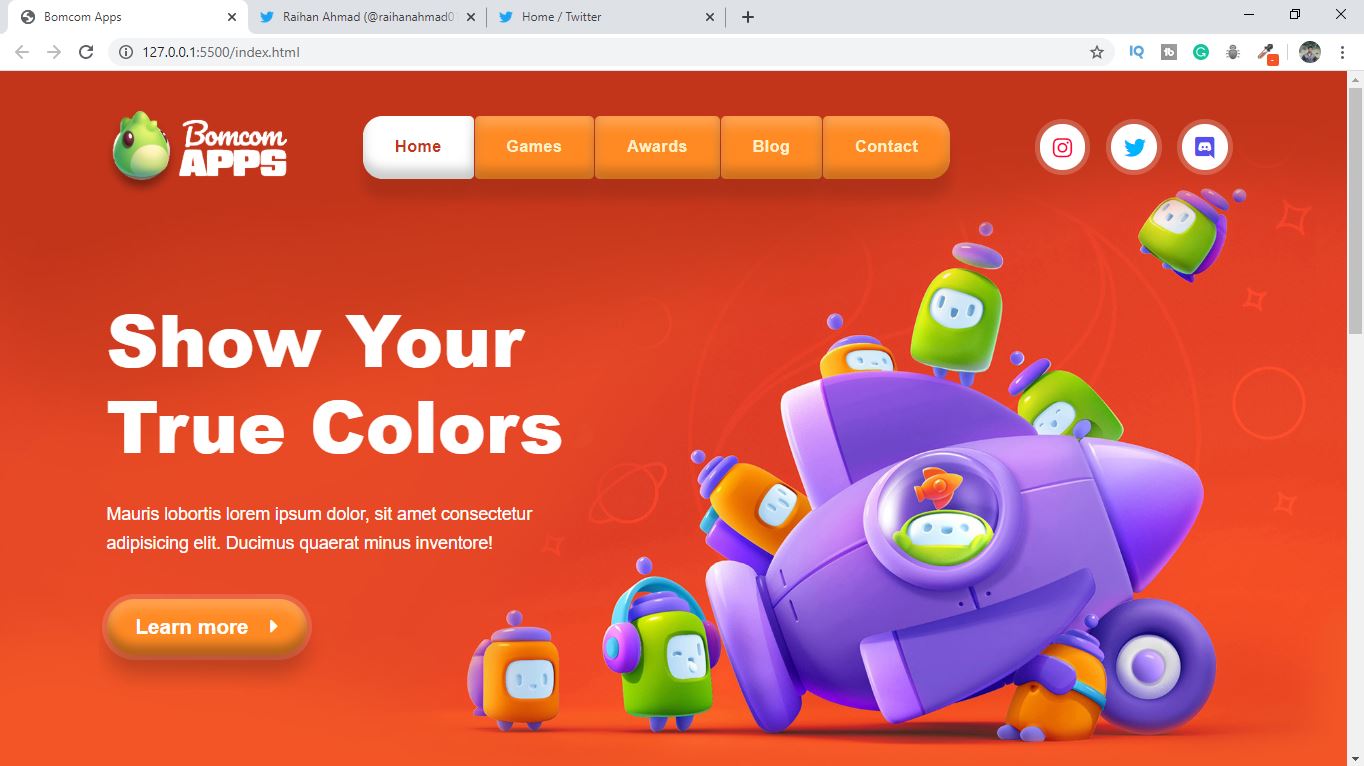 Bomcom Apps
Raihan Ahmad (@raihanahmad0
Home / Twitter
127.0.0.1:5500/index.html
Bomcom
APPS
Home
Games
Awards
Blog
Contact
Show Your
True Colors
Mauris lobortis lorem ipsum dolor, sit amet consectetur
adipisicing elit. Ducimus quaerat minus inventore!
Learn more